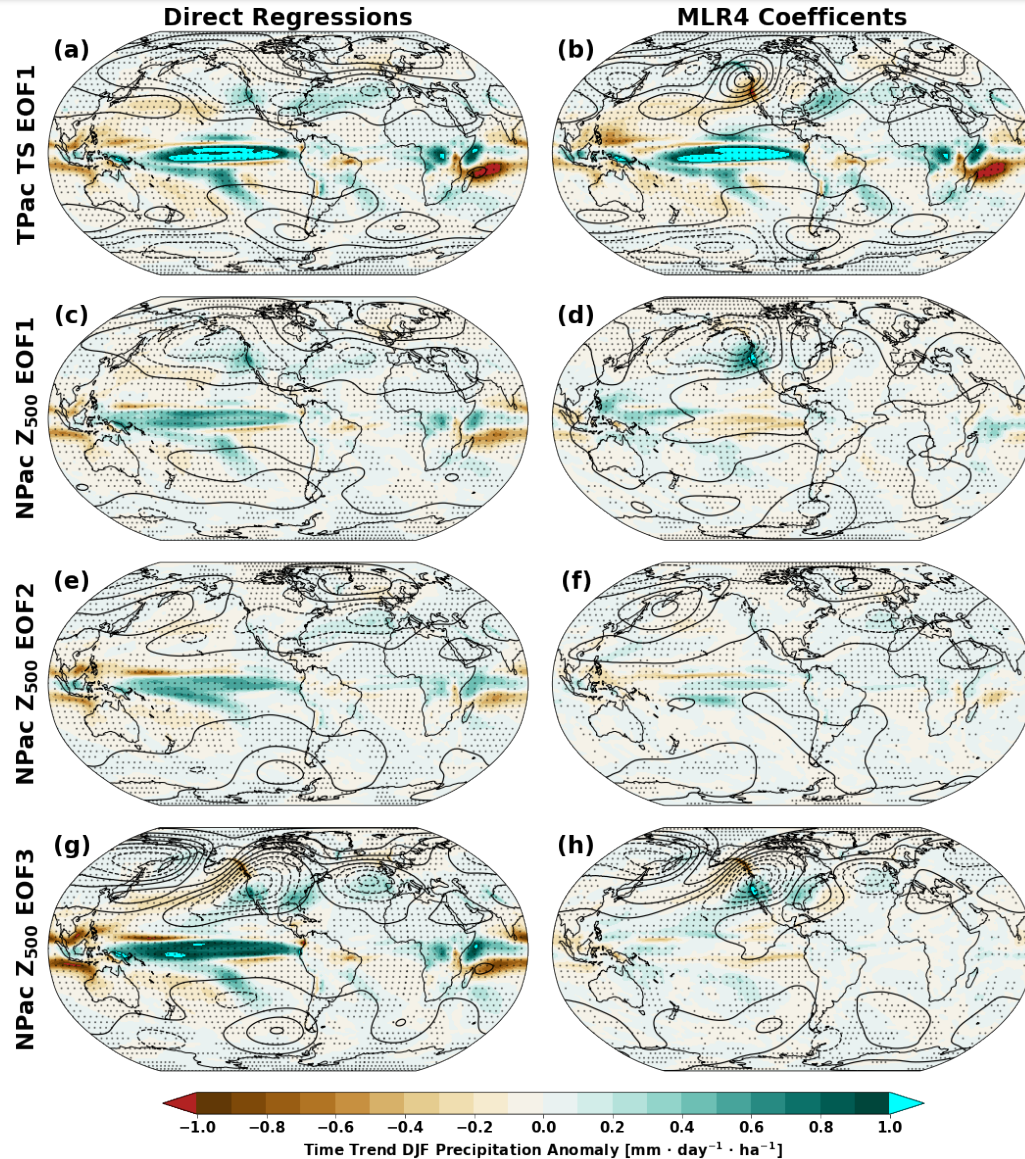 Direct Regressions
MLR4 Coefficents
TPac TS EOF1
(a)
(b)
NPac Z₅₀₀ EOF1
(c)
(d)
NPac Z₅₀₀ EOF2
(e)
(f)
NPac Z₅₀₀ EOF3
(g)
(h)
−1.0 −0.8 −0.6 −0.4 −0.2 0.0 0.2 0.4 0.6 0.8 1.0
Time Trend DJF Precipitation Anomaly [mm · day⁻¹ · ha⁻¹]